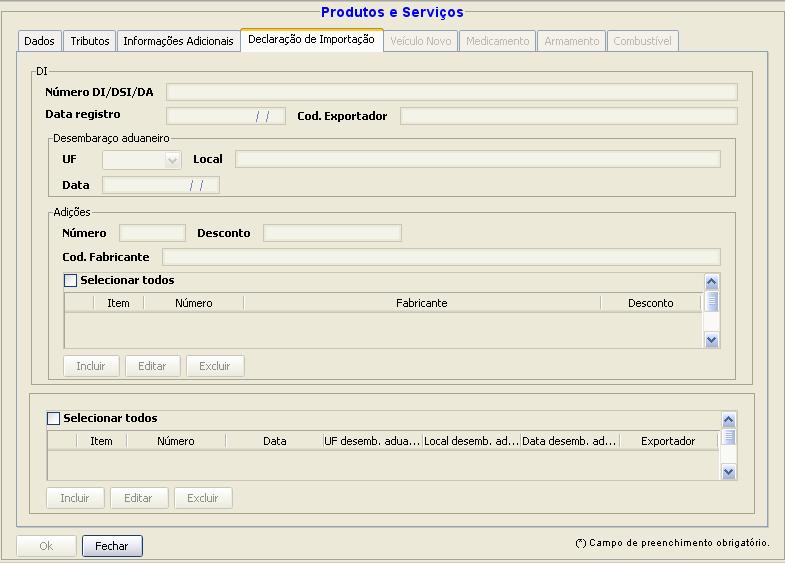 Produtos e Serviços
Dados Tributos Informações Adicionais Declaração de Importação Veículo Novo Medicamento Armamento Combustível
DI
Número DI/DSI/DA
Data registro / / Cod. Exportador
Desembaraço aduaneiro
UF Local
Data / /
Adições
Número Desconto
Cod. Fabricante
Selecionar todos
Item Número Fabricante Desconto
Incluir Editar Excluir
Selecionar todos
Item Número Data UF desemb. adua... Local desemb. ad... Data desemb. ad... Exportador
Incluir Editar Excluir
Ok Fechar (*) Campo de preenchimento obrigatório.